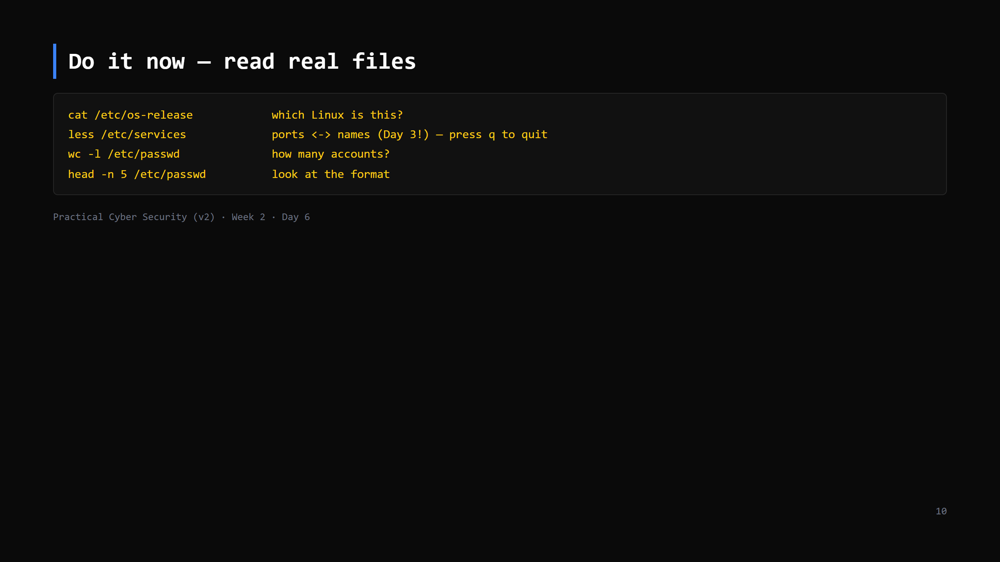 Do it now — read real files
cat /etc/os-release which Linux is this?
less /etc/services ports <-> names (Day 3!) — press q to quit
wc -l /etc/passwd how many accounts?
head -n 5 /etc/passwd look at the format
Practical Cyber Security (v2) · Week 2 · Day 6
10